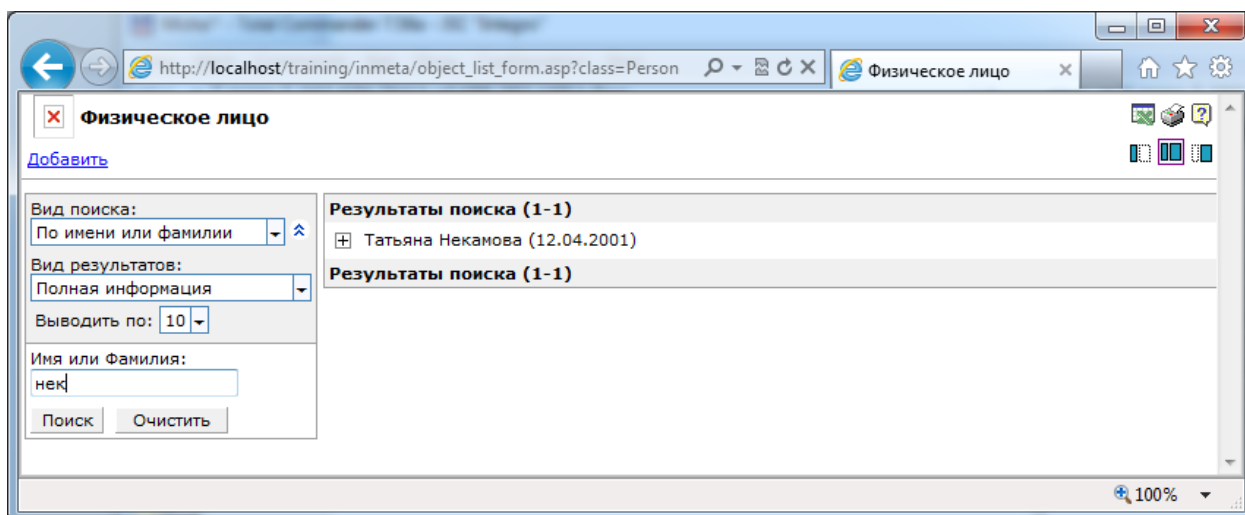 http://localhost/training/inmeta/object_list_form.asp?class=Person
Физическое лицо
Физическое лицо
Добавить
Вид поиска:
По имени или фамилии
Вид результатов:
Полная информация
Выводить по: 10
Имя или Фамилия:
нек
Поиск Очистить
Результаты поиска (1-1)
Татьяна Некамова (12.04.2001)
Результаты поиска (1-1)
100%